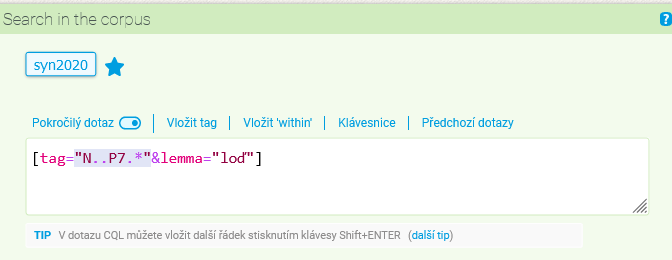 Search in the corpus
?
syn2020
Pokročilý dotaz | Vložit tag | Vložit 'within' | Klávesnice | Předchozí dotazy
[tag="N..P7.*"&lemma="loď"]
TIP V dotazu CQL můžete vložit další řádek stisknutím klávesy Shift+ENTER (další tip)